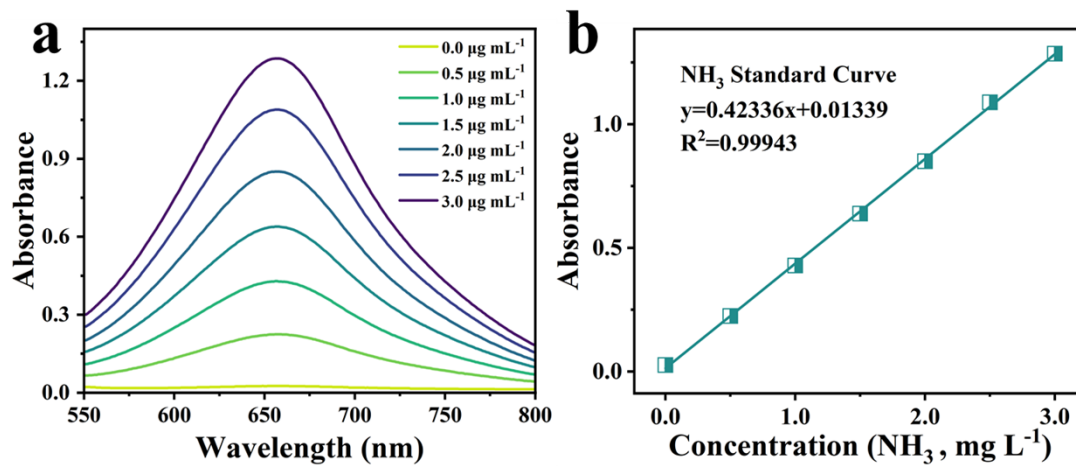 a
0.0 μg mL⁻¹
0.5 μg mL⁻¹
1.0 μg mL⁻¹
1.5 μg mL⁻¹
2.0 μg mL⁻¹
2.5 μg mL⁻¹
3.0 μg mL⁻¹
1.2
0.9
0.6
0.3
0.0
Absorbance
550 600 650 700 750 800
Wavelength (nm)
b
NH₃ Standard Curve
y=0.42336x+0.01339
R²=0.99943
1.0
0.5
0.0
Absorbance
0.0 1.0 2.0 3.0
Concentration (NH₃ , mg L⁻¹)